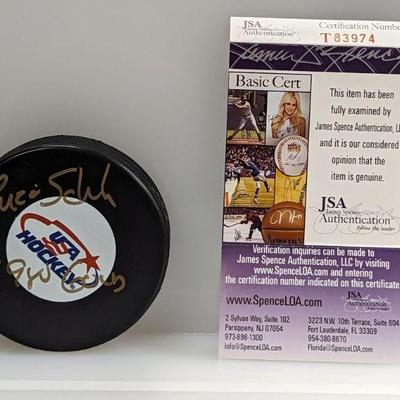 USA
HOCKEY
JSA
James Spence
Authentication
Certification Number
T83974
Basic Cert
This item has been
fully examined by
James Spence Authentication, LL
and it is our considered
opinion that the
item is genuine.
JSA
James Spence
Authentication
follow the leader
Verification inquiries can be made to
James Spence Authentication, LLC by visiting
www.SpenceLOA.com and entering
the certification number indicated on this certificate.
www.SpenceLOA.com
JSA
2 Sylvan Way, Suite 102
Parsippany, NJ 07054
973-898-1300
Info@SpenceLOA.com
3223 N.W. 10th Terrace, Suite 604
Fort Lauderdale, FL 33309
954-380-8670
Florida@SpenceLOA.com